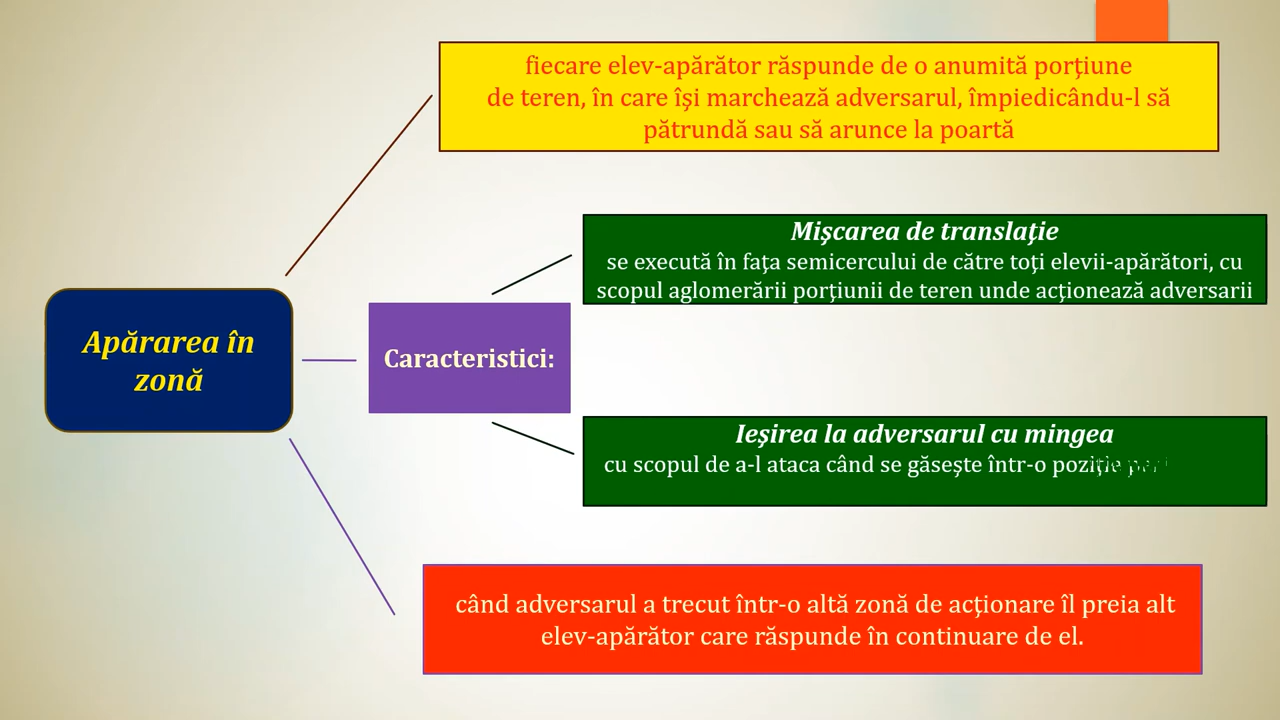 fiecare elev-apărător răspunde de o anumită porţiune
de teren, în care îşi marchează adversarul, împiedicându-l să
pătrundă sau să arunce la poartă
Mişcarea de translaţie
se execută în faţa semicercului de către toţi elevii-apărători, cu
scopul aglomerării porţiunii de teren unde acţionează adversarii
Apărarea în
zonă
Caracteristici:
Ieşirea la adversarul cu mingea
cu scopul de a-l ataca când se găseşte într-o
când adversarul a trecut într-o altă zonă de acţionare îl preia alt
elev-apărător care răspunde în continuare de el.